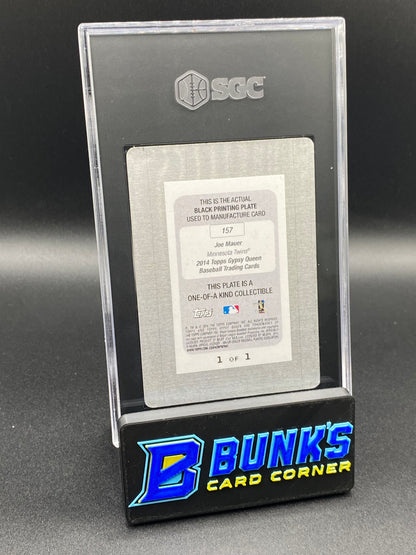 SGC
THIS IS THE ACTUAL
BLACK PRINTING PLATE
USED TO MANUFACTURE CARD
157
Joe Mauer
Minnesota Twins®
2014 Topps Gypsy Queen
Baseball Trading Cards
THIS PLATE IS A
ONE-OF-A KIND COLLECTIBLE
Topps
1 OF 1
B BUNK'S
CARD CORNER